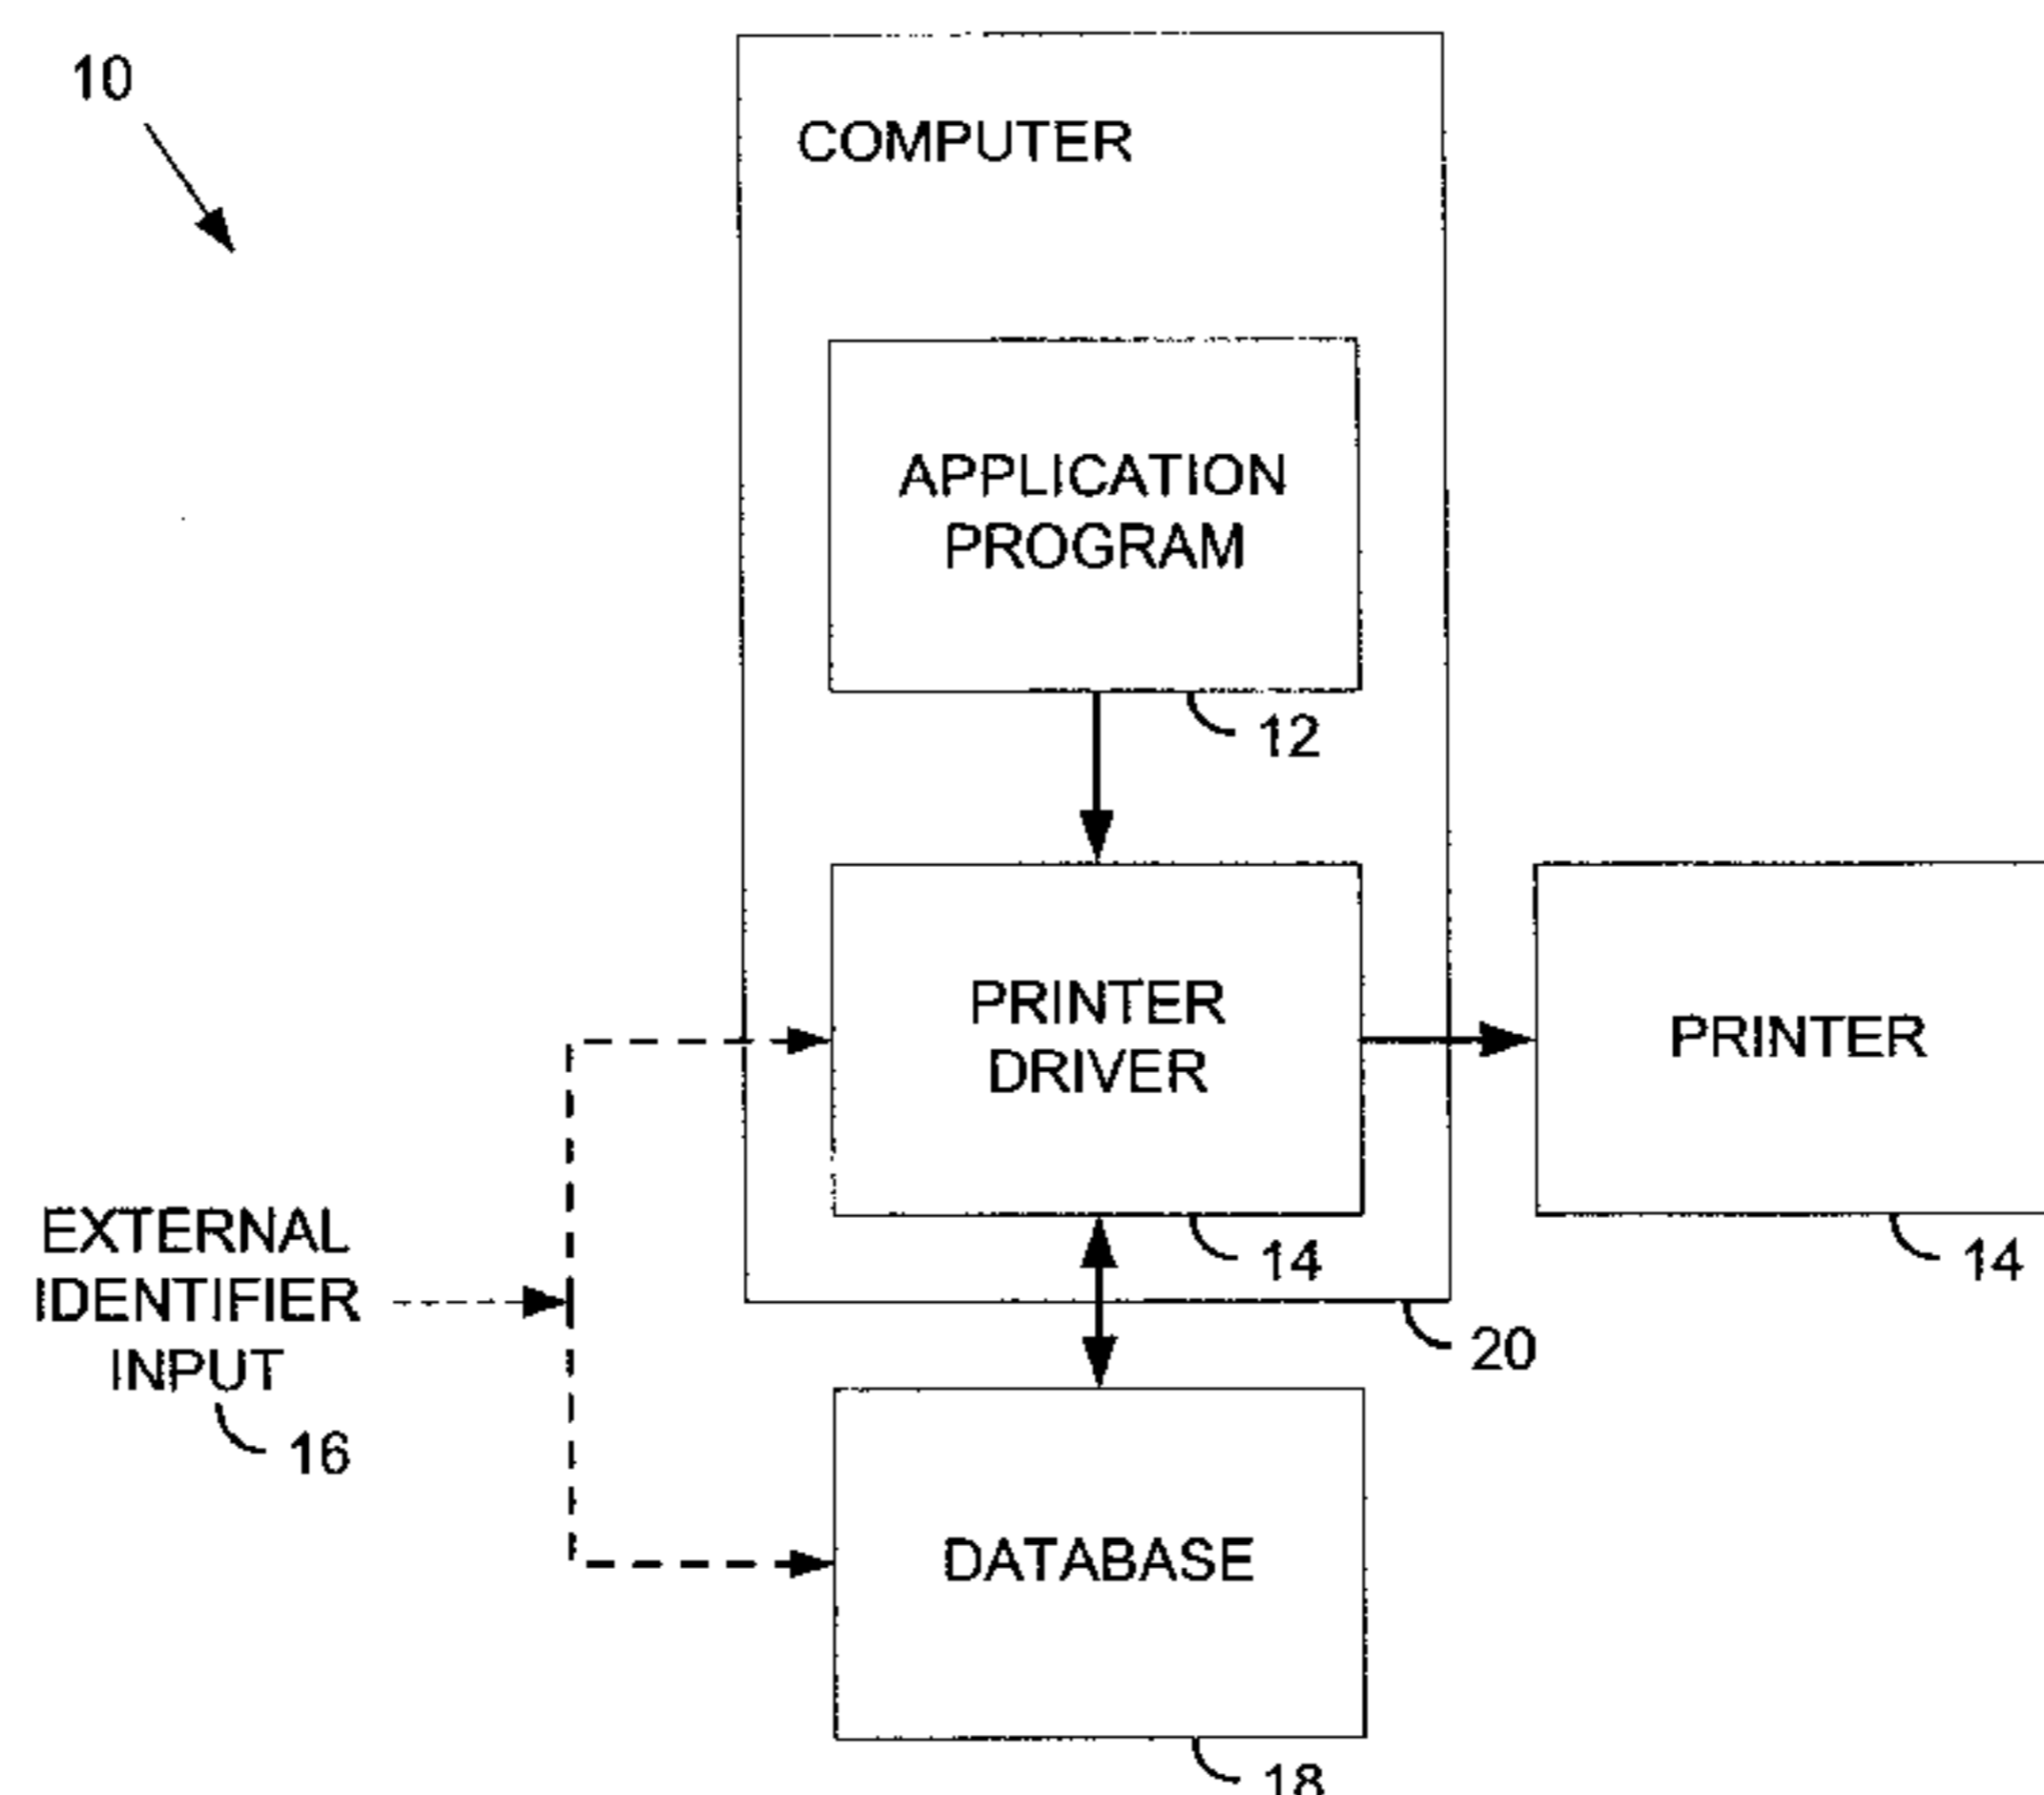 10
COMPUTER
APPLICATION
PROGRAM
12
PRINTER
DRIVER
14
PRINTER
14
EXTERNAL
IDENTIFIER
INPUT
16
20
DATABASE
18